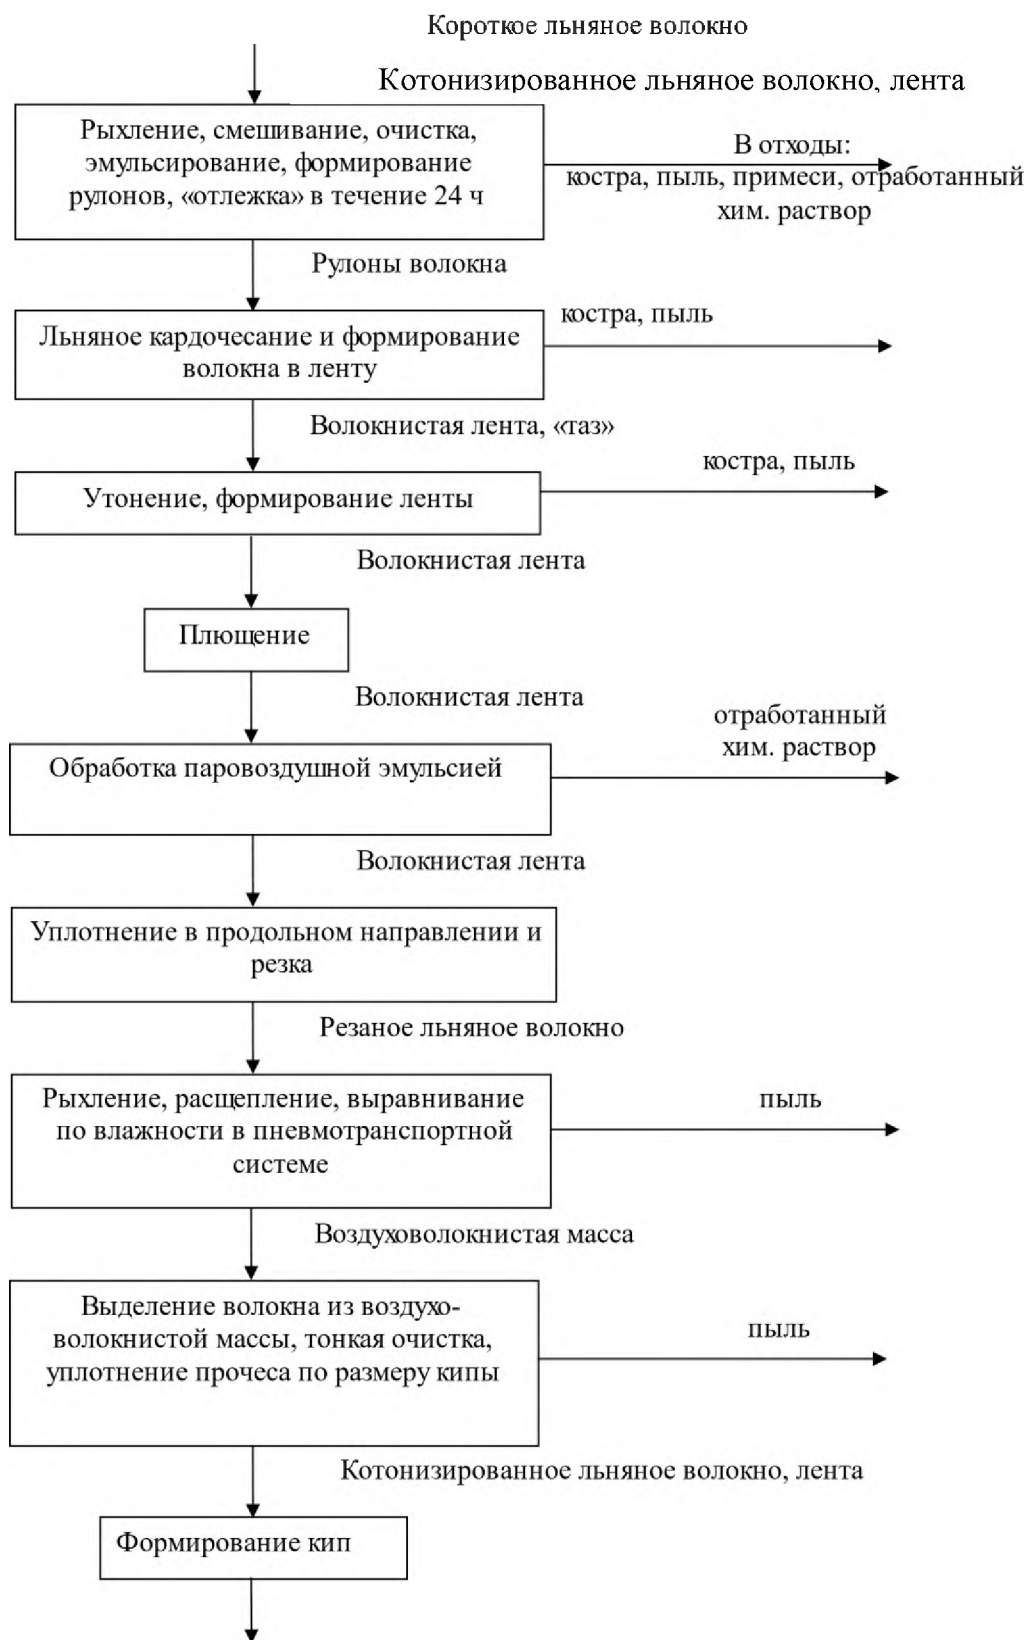 Короткое льняное волокно
Котонизированное льняное волокно, лента
Рыхление, смешивание, очистка,
эмульсирование, формирование
рулонов, «отлежка» в течение 24 ч
В отходы:
костра, пыль, примеси, отработанный
хим. раствор
Рулоны волокна
Льняное кардочесание и формирование
волокна в ленту
костра, пыль
Волокнистая лента, «таз»
Утонение, формирование ленты
костра, пыль
Волокнистая лента
Плющение
Волокнистая лента
Обработка паровоздушной эмульсией
отработанный
хим. раствор
Волокнистая лента
Уплотнение в продольном направлении и
резка
Резаное льняное волокно
Рыхление, расщепление, выравнивание
по влажности в пневмотранспортной
системе
пыль
Воздуховолокнистая масса
Выделение волокна из воздухо-
волокнистой массы, тонкая очистка,
уплотнение прочеса по размеру кипы
пыль
Котонизированное льняное волокно, лента
Формирование кип